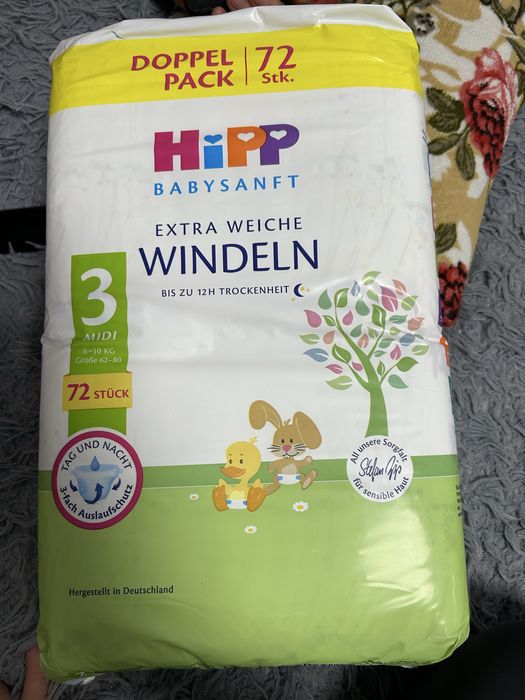 DOPPEL PACK | 72 Stk.
HiPP
BABYSANFT
EXTRA WEICHE
WINDELN
BIS ZU 12H TROCKENHEIT
3
MIDI
6–10 KG
Größe 62–80
72 STÜCK
TAG UND NACHT
3-fach Auslaufschutz
All unsere Sorgfalt
für sensible Haut
Hergestellt in Deutschland